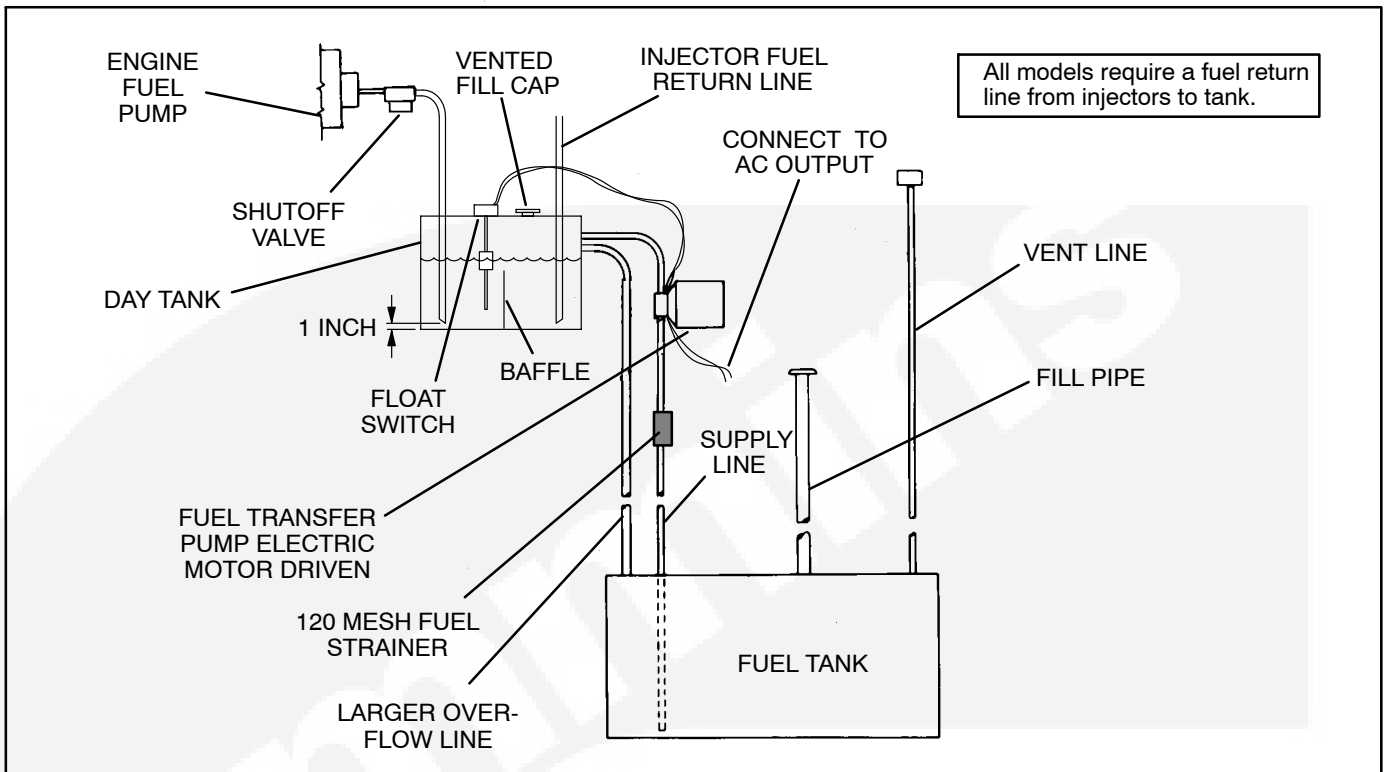 ENGINE
FUEL
PUMP
VENTED
FILL CAP
INJECTOR FUEL
RETURN LINE
All models require a fuel return
line from injectors to tank.
CONNECT TO
AC OUTPUT
SHUTOFF
VALVE
VENT LINE
DAY TANK
1 INCH
BAFFLE
FILL PIPE
FLOAT
SWITCH
SUPPLY
LINE
FUEL TRANSFER
PUMP ELECTRIC
MOTOR DRIVEN
120 MESH FUEL
STRAINER
FUEL TANK
LARGER OVER-
FLOW LINE